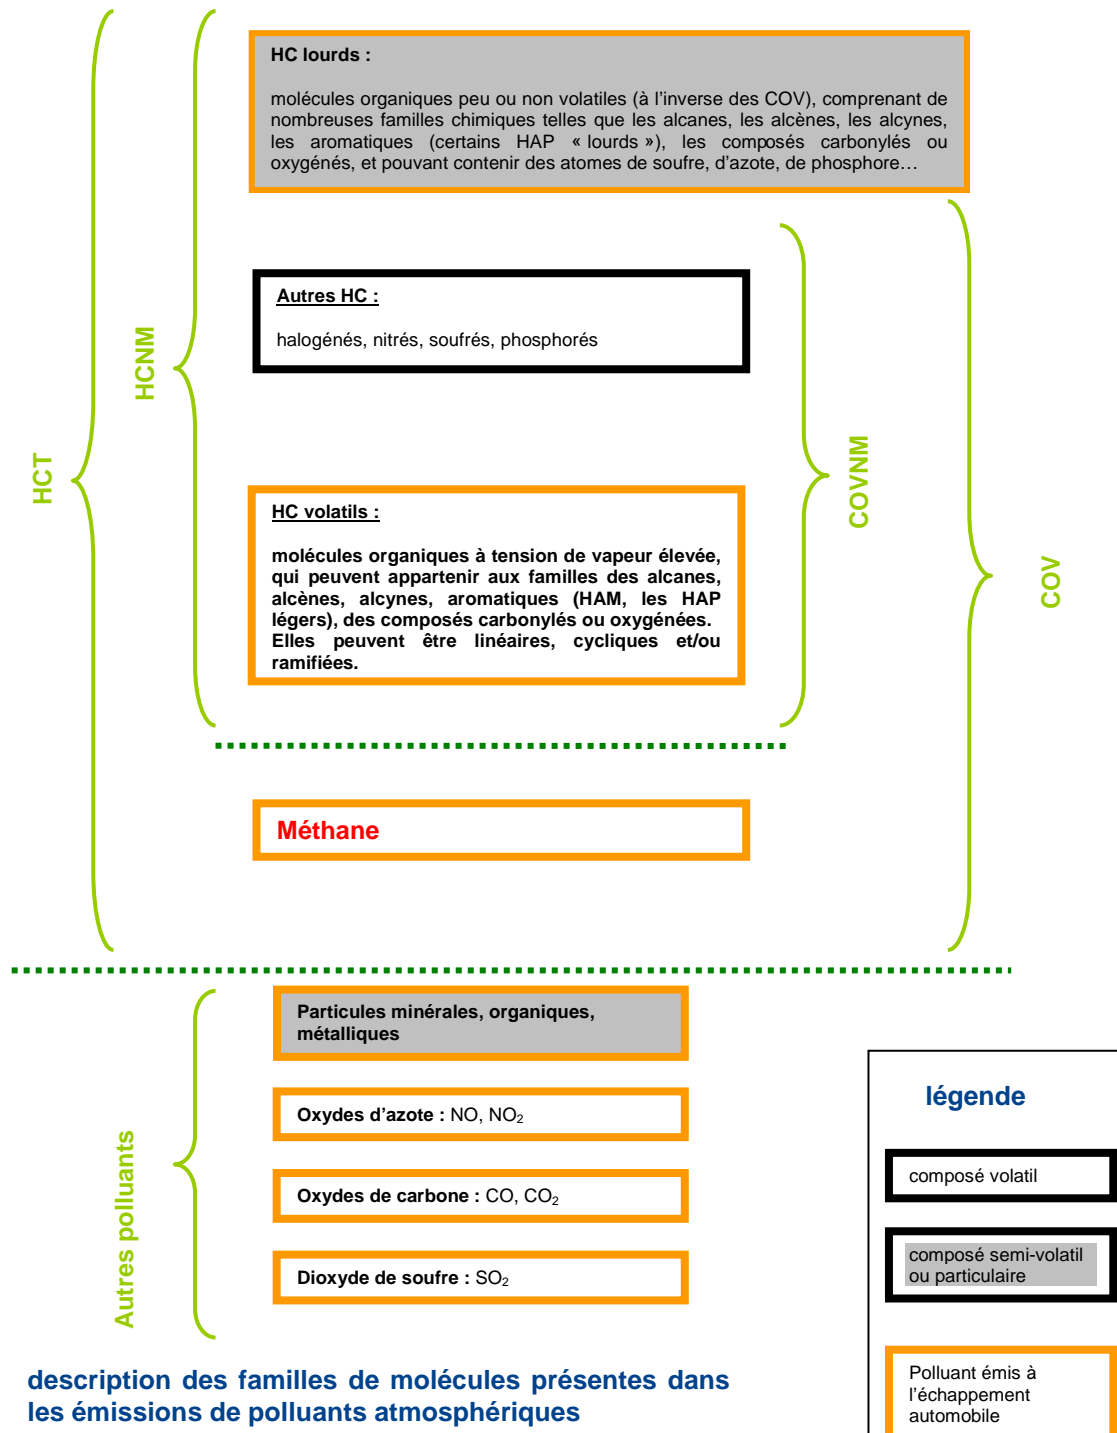 HC lourds :
molécules organiques peu ou non volatiles (à l'inverse des COV), comprenant de
nombreuses familles chimiques telles que les alcanes, les alcènes, les alcynes,
les aromatiques (certains HAP « lourds »), les composés carbonylés ou
oxygénés, et pouvant contenir des atomes de soufre, d'azote, de phosphore…
Autres HC :
halogénés, nitrés, soufrés, phosphorés
HCNM
HCT
COVNM
COV
HC volatils :
molécules organiques à tension de vapeur élevée,
qui peuvent appartenir aux familles des alcanes,
alcènes, alcynes, aromatiques (HAM, les HAP
légers), des composés carbonylés ou oxygénées.
Elles peuvent être linéaires, cycliques et/ou
ramifiées.
Méthane
Particules minérales, organiques,
métalliques
Oxydes d'azote : NO, NO₂
Oxydes de carbone : CO, CO₂
Dioxyde de soufre : SO₂
Autres polluants
légende
composé volatil
composé semi-volatil
ou particulaire
Polluant émis à
l'échappement
automobile
description des familles de molécules présentes dans
les émissions de polluants atmosphériques